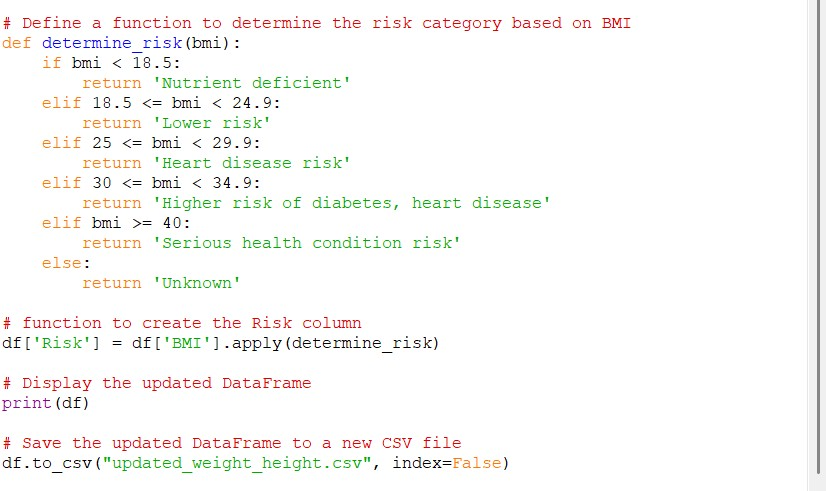 # Define a function to determine the risk category based on BMI
def determine_risk(bmi):
    if bmi < 18.5:
        return 'Nutrient deficient'
    elif 18.5 <= bmi < 24.9:
        return 'Lower risk'
    elif 25 <= bmi < 29.9:
        return 'Heart disease risk'
    elif 30 <= bmi < 34.9:
        return 'Higher risk of diabetes, heart disease'
    elif bmi >= 40:
        return 'Serious health condition risk'
    else:
        return 'Unknown'

# function to create the Risk column
df['Risk'] = df['BMI'].apply(determine_risk)

# Display the updated DataFrame
print(df)

# Save the updated DataFrame to a new CSV file
df.to_csv("updated_weight_height.csv", index=False)